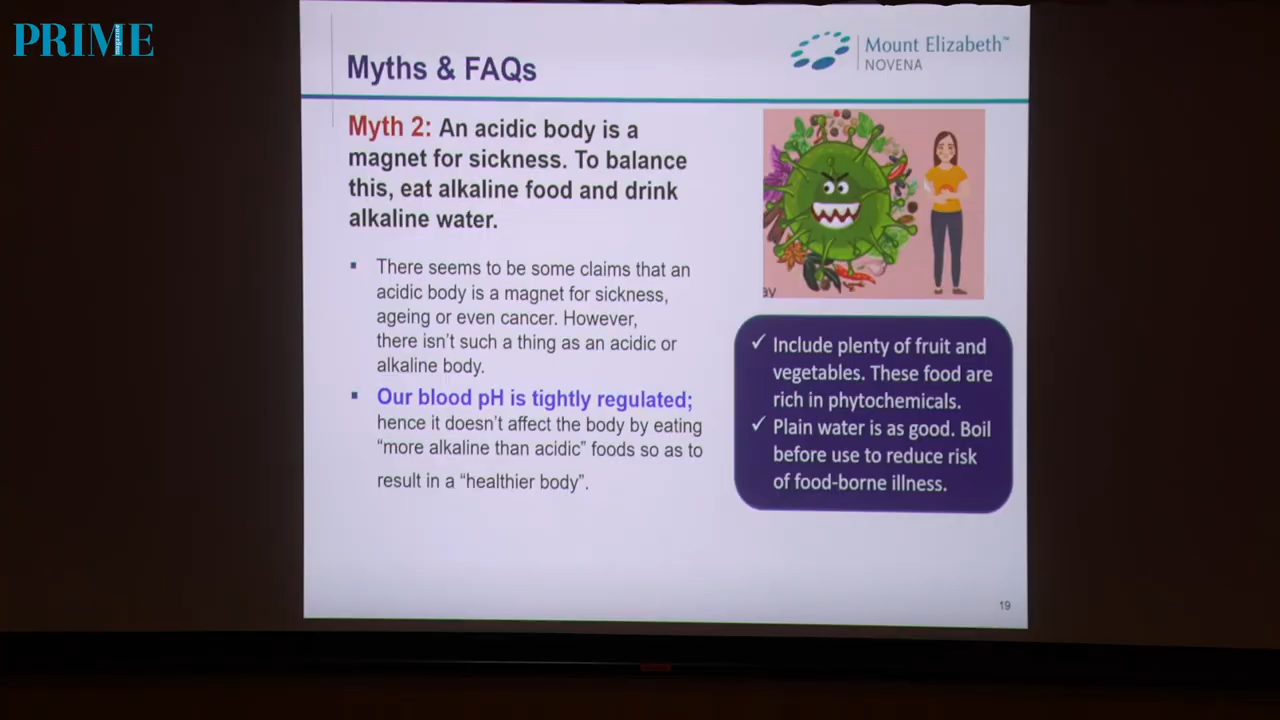 PRIME
magazine
Mount Elizabeth™
NOVENA
Myths & FAQs
Myth 2: An acidic body is a
magnet for sickness. To balance
this, eat alkaline food and drink
alkaline water.
▪ There seems to be some claims that an
acidic body is a magnet for sickness,
ageing or even cancer. However,
there isn't such a thing as an acidic or
alkaline body.
▪ Our blood pH is tightly regulated;
hence it doesn't affect the body by eating
"more alkaline than acidic" foods so as to
result in a "healthier body".
ay
✓ Include plenty of fruit and
vegetables. These food are
rich in phytochemicals.
✓ Plain water is as good. Boil
before use to reduce risk
of food-borne illness.
19